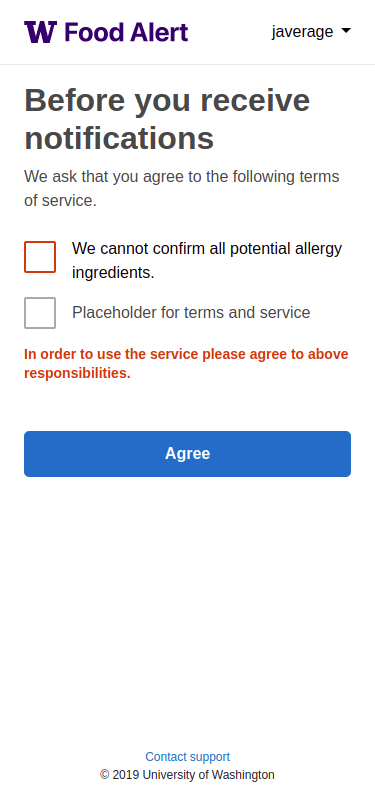 W Food Alert
javerage
Before you receive
notifications
We ask that you agree to the following terms
of service.
We cannot confirm all potential allergy
ingredients.
Placeholder for terms and service
In order to use the service please agree to above
responsibilities.
Agree
Contact support
© 2019 University of Washington